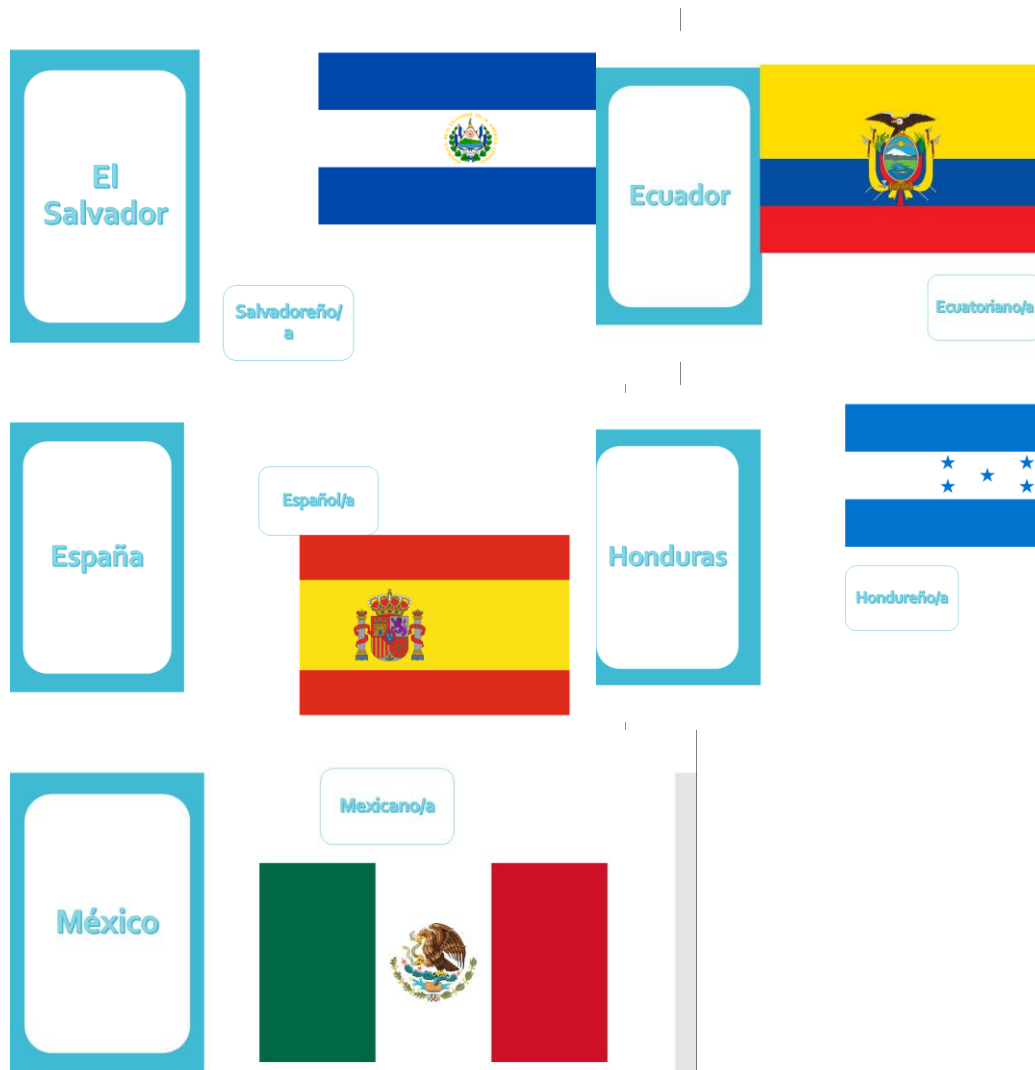 El
Salvador
Salvadoreño/
a
Ecuador
Ecuatoriano/a
España
Español/a
Honduras
Hondureño/a
México
Mexicano/a